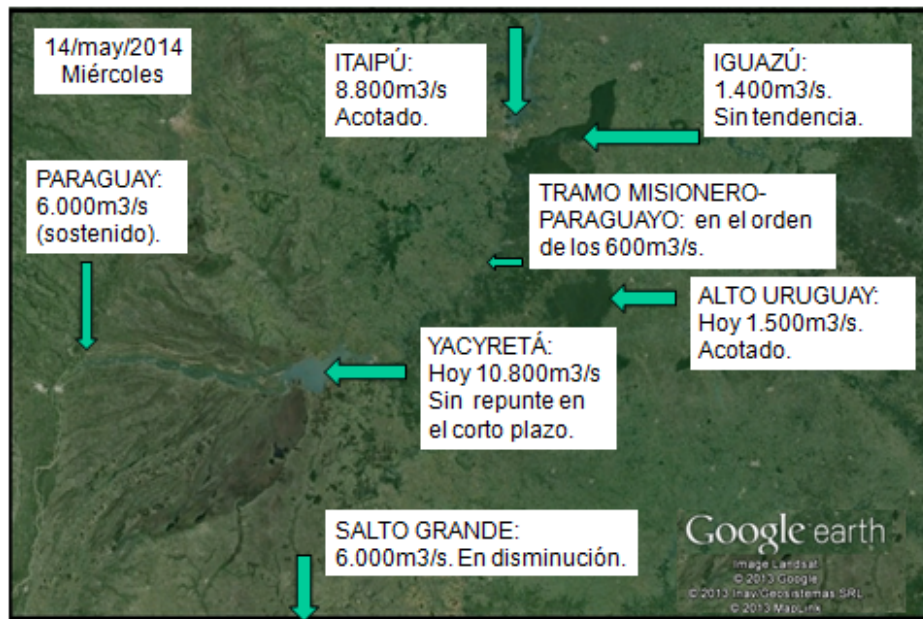 14/may/2014
Miércoles
ITAIPÚ:
8.800m3/s
Acotado.
IGUAZÚ:
1.400m3/s.
Sin tendencia.
PARAGUAY:
6.000m3/s
(sostenido).
TRAMO MISIONERO-
PARAGUAYO: en el orden
de los 600m3/s.
ALTO URUGUAY:
Hoy 1.500m3/s.
Acotado.
YACYRETÁ:
Hoy 10.800m3/s
Sin repunte en
el corto plazo.
SALTO GRANDE:
6.000m3/s. En disminución.
Google earth
Image Landsat
© 2013 Google
© 2013 Inav/Geosistemas SRL
© 2013 MapLink